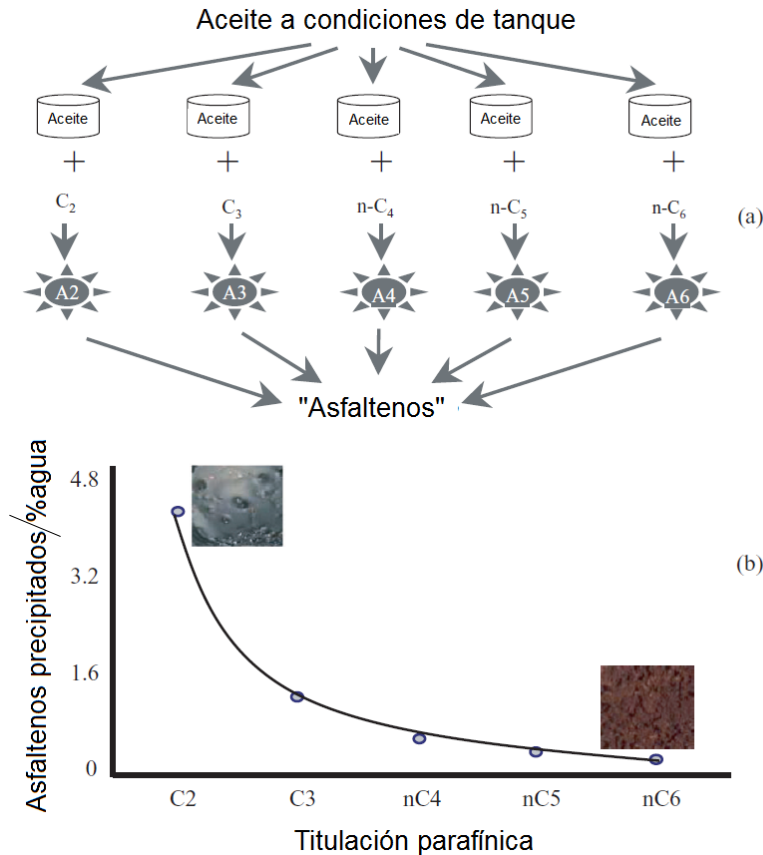 Aceite a condiciones de tanque
Aceite Aceite Aceite Aceite Aceite
+ + + + +
C₂ C₃ n-C₄ n-C₅ n-C₆
(a)
A2 A3 A4 A5 A6
"Asfaltenos"
Asfaltenos precipitados/%agua
4.8
3.2
1.6
0
(b)
C2 C3 nC4 nC5 nC6
Titulación parafínica